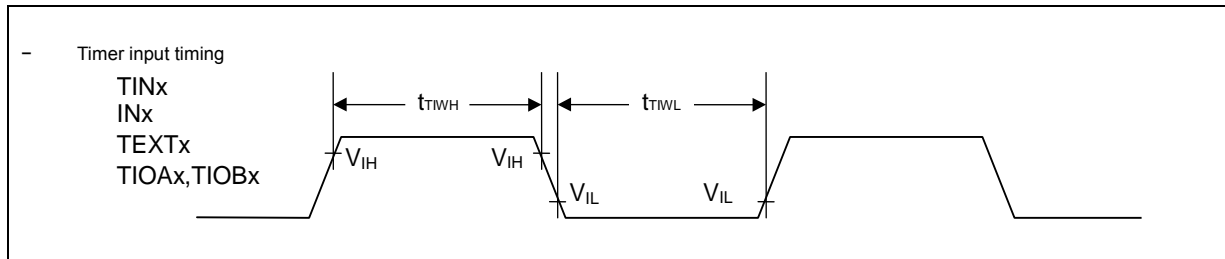 – Timer input timing
TINx
INx
TEXTx
TIOAx,TIOBx
tTIWH
tTIWL
VIH
VIH
VIL
VIL